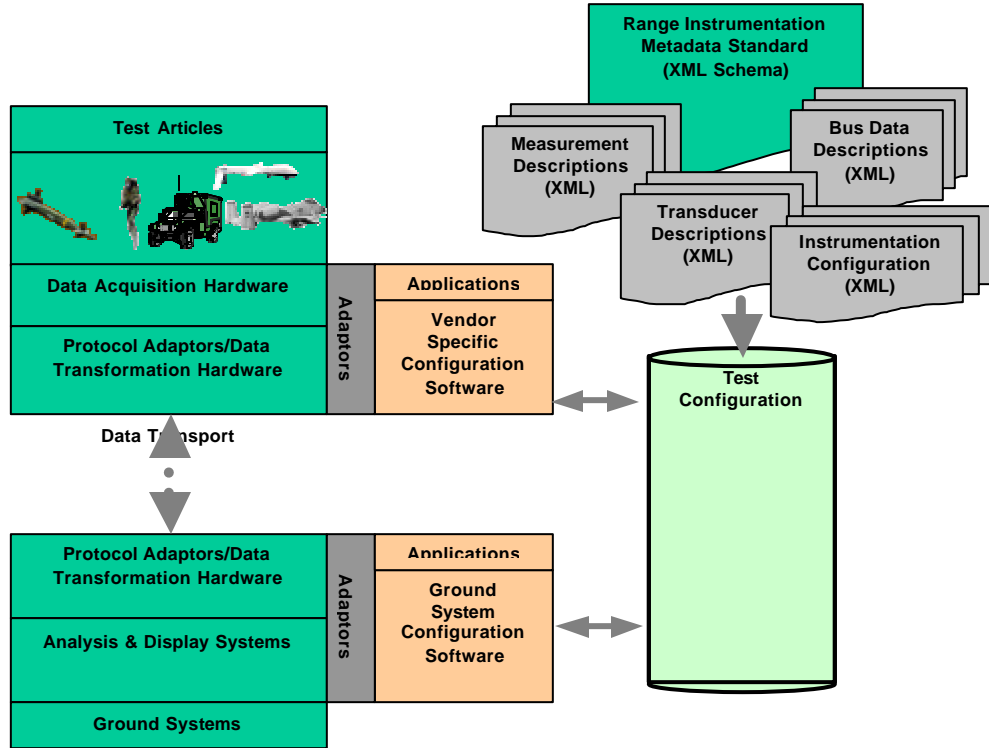 Range Instrumentation
Metadata Standard
(XML Schema)
Measurement
Descriptions
(XML)
Bus Data
Descriptions
(XML)
Transducer
Descriptions
(XML)
Instrumentation
Configuration
(XML)
Test Articles
Data Acquisition Hardware
Protocol Adaptors/Data
Transformation Hardware
Adaptors
Applications
Vendor
Specific
Configuration
Software
Test
Configuration
Data Transport
Protocol Adaptors/Data
Transformation Hardware
Analysis & Display Systems
Ground Systems
Adaptors
Applications
Ground
System
Configuration
Software